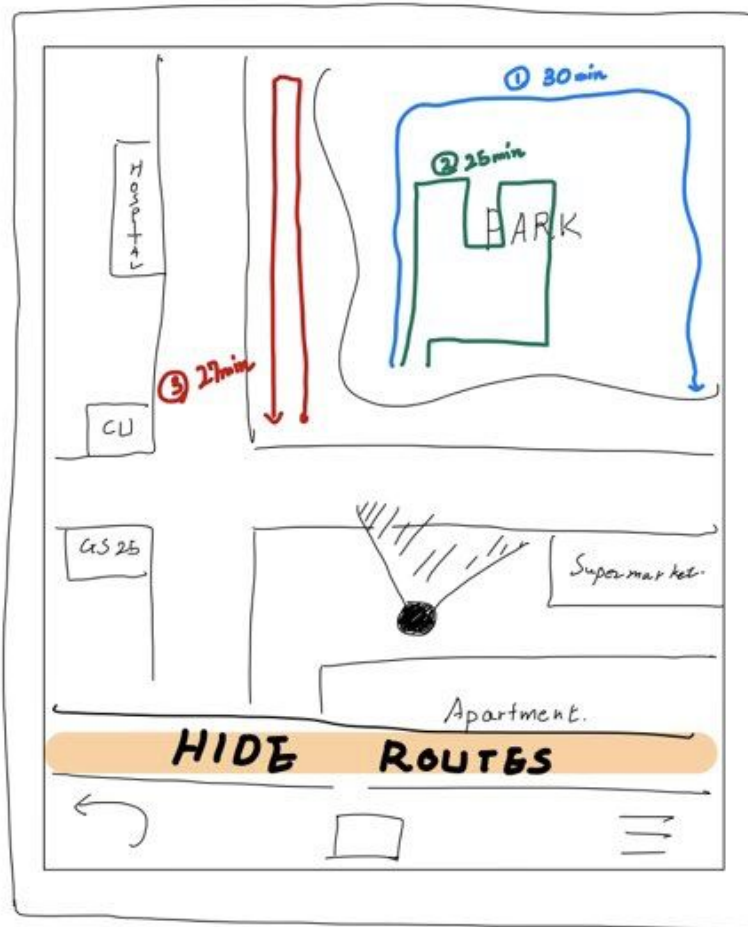 ① 30min
② 25min
HOSPITAL
PARK
③ 27min
CU
GS25
Supermarket.
Apartment.
HIDE ROUTES